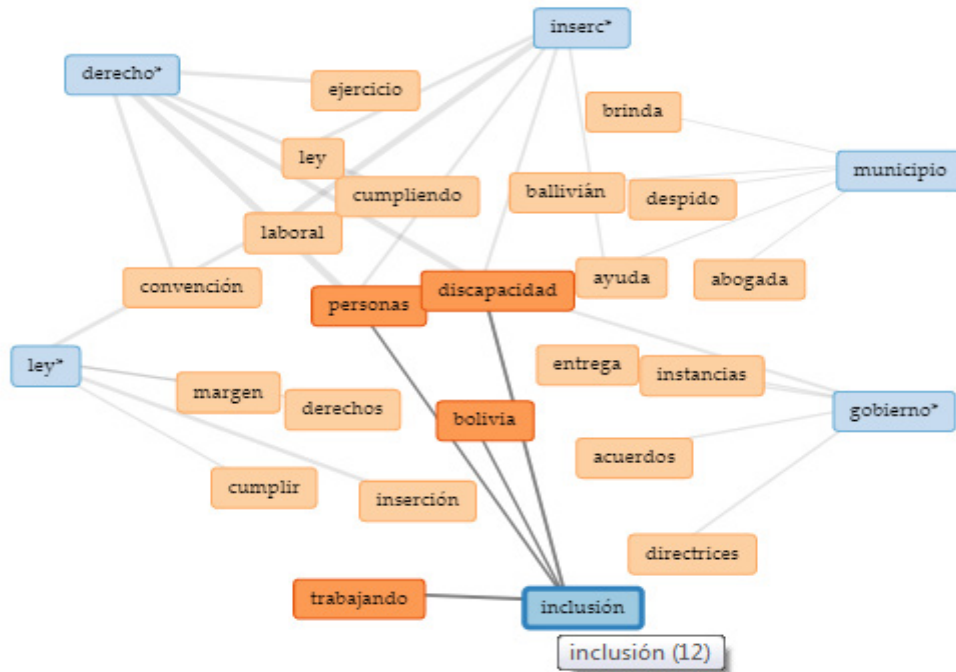 inserc*
derecho*
ejercicio
brinda
ley
municipio
cumpliendo
ballivián
despido
laboral
convención
ayuda
abogada
discapacidad
personas
ley*
entrega
instancias
margen
derechos
gobierno*
bolivia
acuerdos
cumplir
inserción
directrices
trabajando
inclusión
inclusión (12)